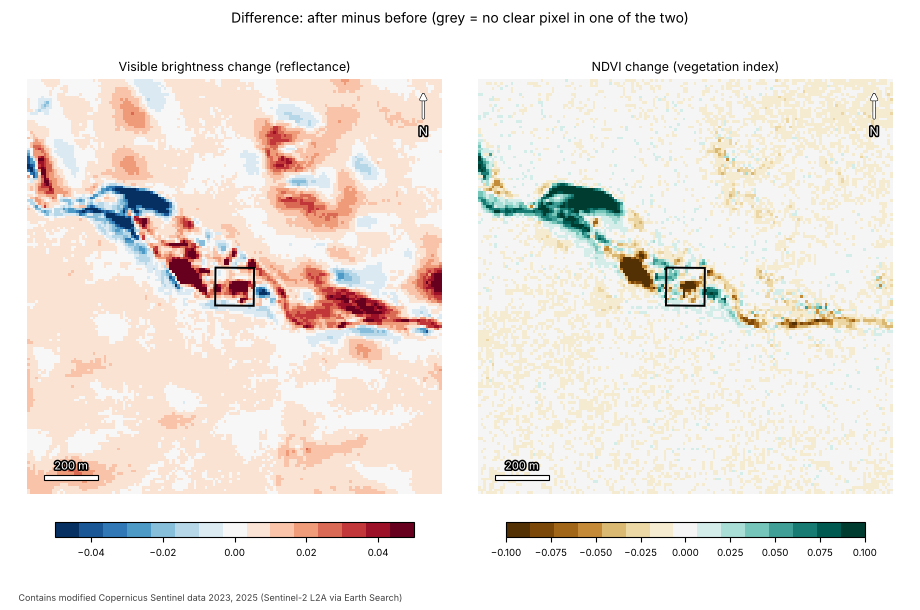 Difference: after minus before (grey = no clear pixel in one of the two)
Visible brightness change (reflectance)
NDVI change (vegetation index)
N
N
200 m
200 m
−0.04 −0.02 0.00 0.02 0.04
−0.100 −0.075 −0.050 −0.025 0.000 0.025 0.050 0.075 0.100
Contains modified Copernicus Sentinel data 2023, 2025 (Sentinel-2 L2A via Earth Search)